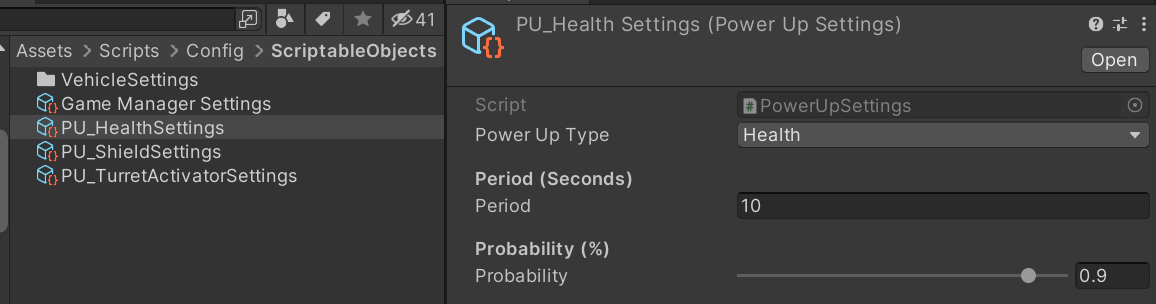 41
Assets > Scripts > Config > ScriptableObjects
VehicleSettings
Game Manager Settings
PU_HealthSettings
PU_ShieldSettings
PU_TurretActivatorSettings
PU_Health Settings (Power Up Settings)
Open
Script PowerUpSettings
Power Up Type Health
Period (Seconds)
Period 10
Probability (%)
Probability 0.9